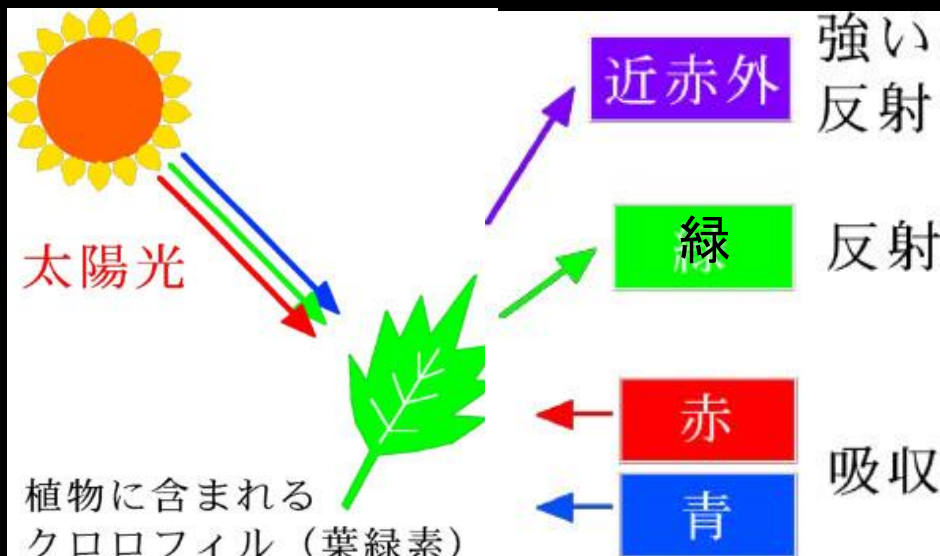 太陽光
植物に含まれる
クロロフィル（葉緑素）
近赤外
強い
反射
緑
反射
赤
青
吸収